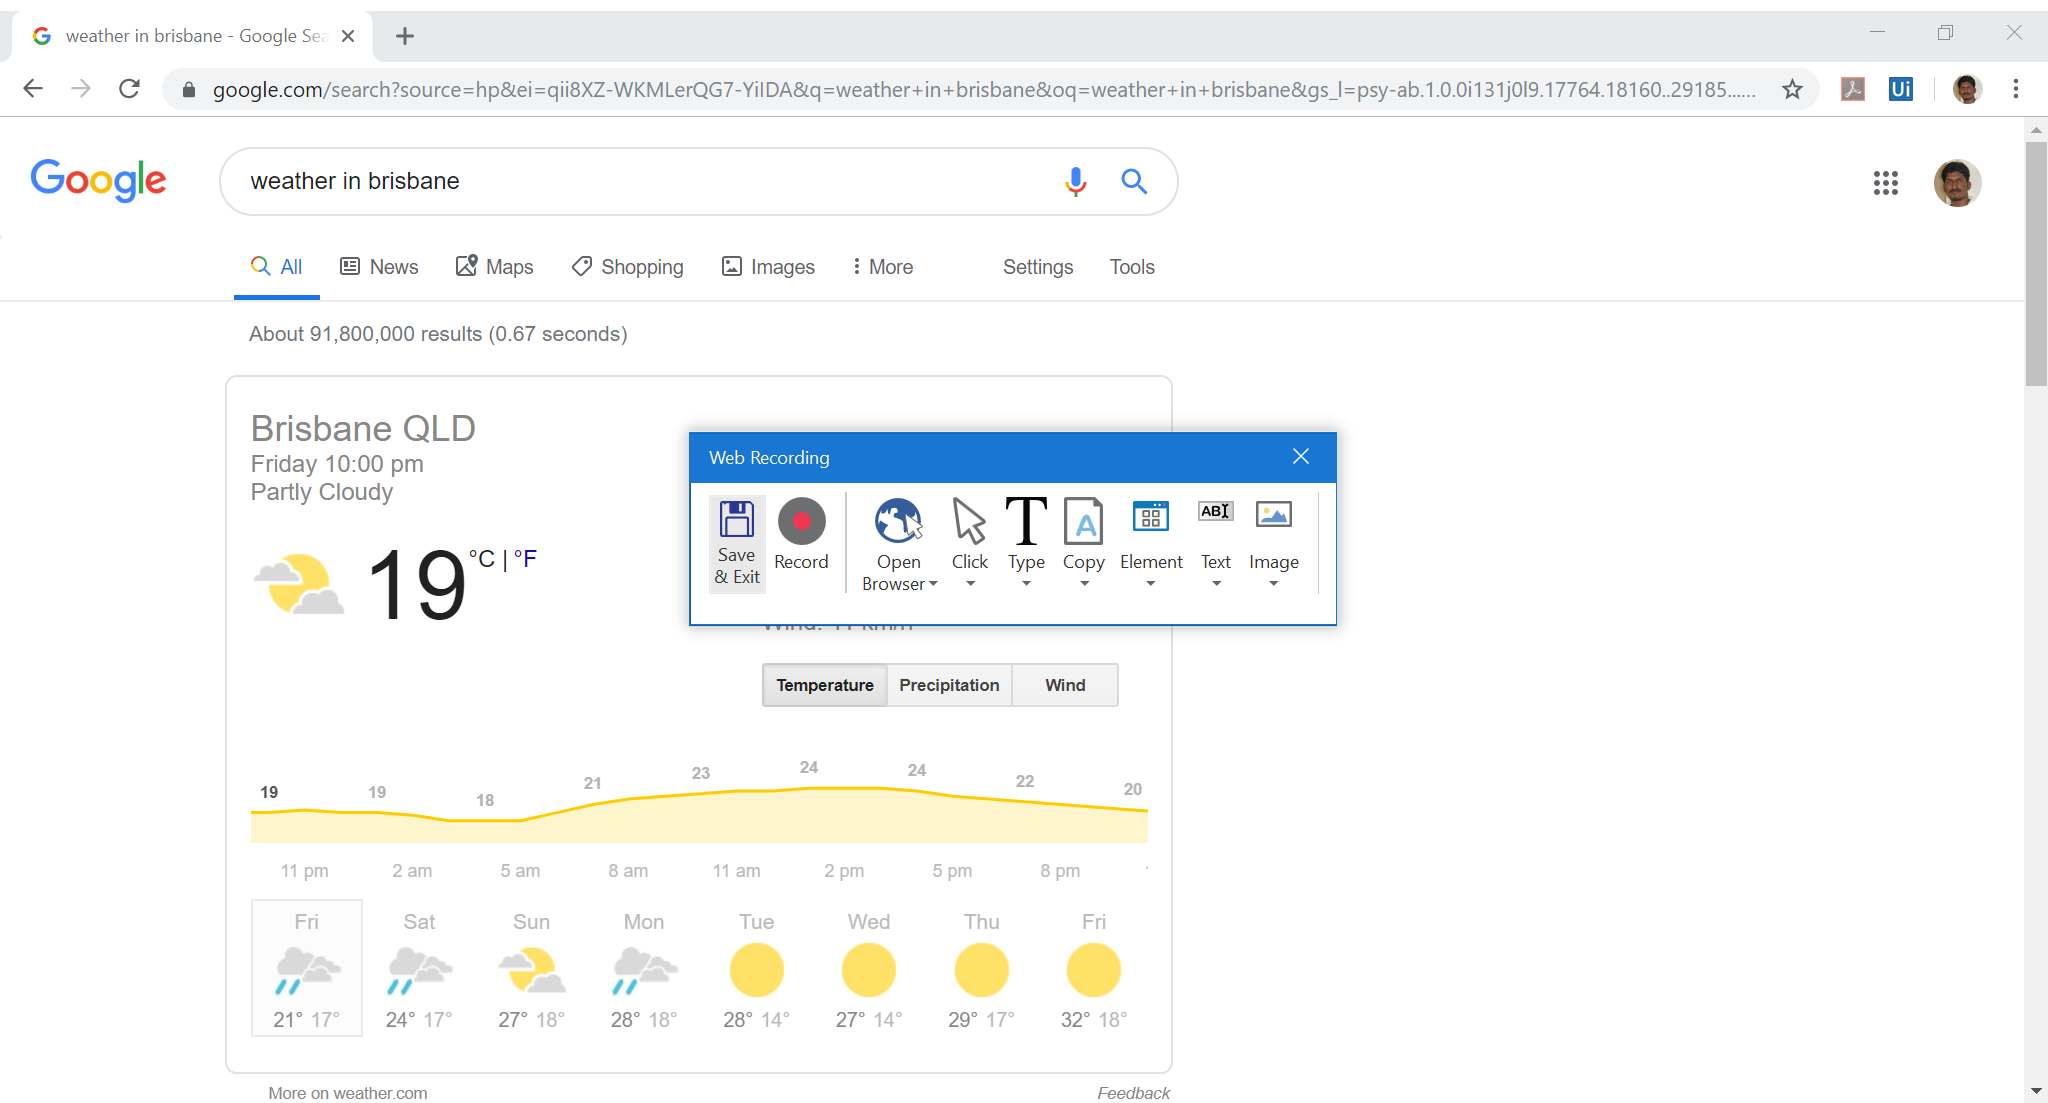 weather in brisbane - Google Sea
google.com/search?source=hp&ei=qii8XZ-WKMLerQG7-YiIDA&q=weather+in+brisbane&oq=weather+in+brisbane&gs_l=psy-ab.1.0.0i131j0l9.17764.18160..29185......
Ui
Google
weather in brisbane
All News Maps Shopping Images More Settings Tools
About 91,800,000 results (0.67 seconds)
Brisbane QLD
Friday 10:00 pm
Partly Cloudy
19 °C | °F
Web Recording
Save & Exit
Record
Open Browser
Click
T
Type
A
Copy
Element
ABI
Text
Image
Wind: 11 km/h
Temperature Precipitation Wind
19 19 18 21 23 24 24 22 20
11 pm 2 am 5 am 8 am 11 am 2 pm 5 pm 8 pm
Fri Sat Sun Mon Tue Wed Thu Fri
21° 17° 24° 17° 27° 18° 28° 18° 28° 14° 27° 14° 29° 17° 32° 18°
More on weather.com
Feedback